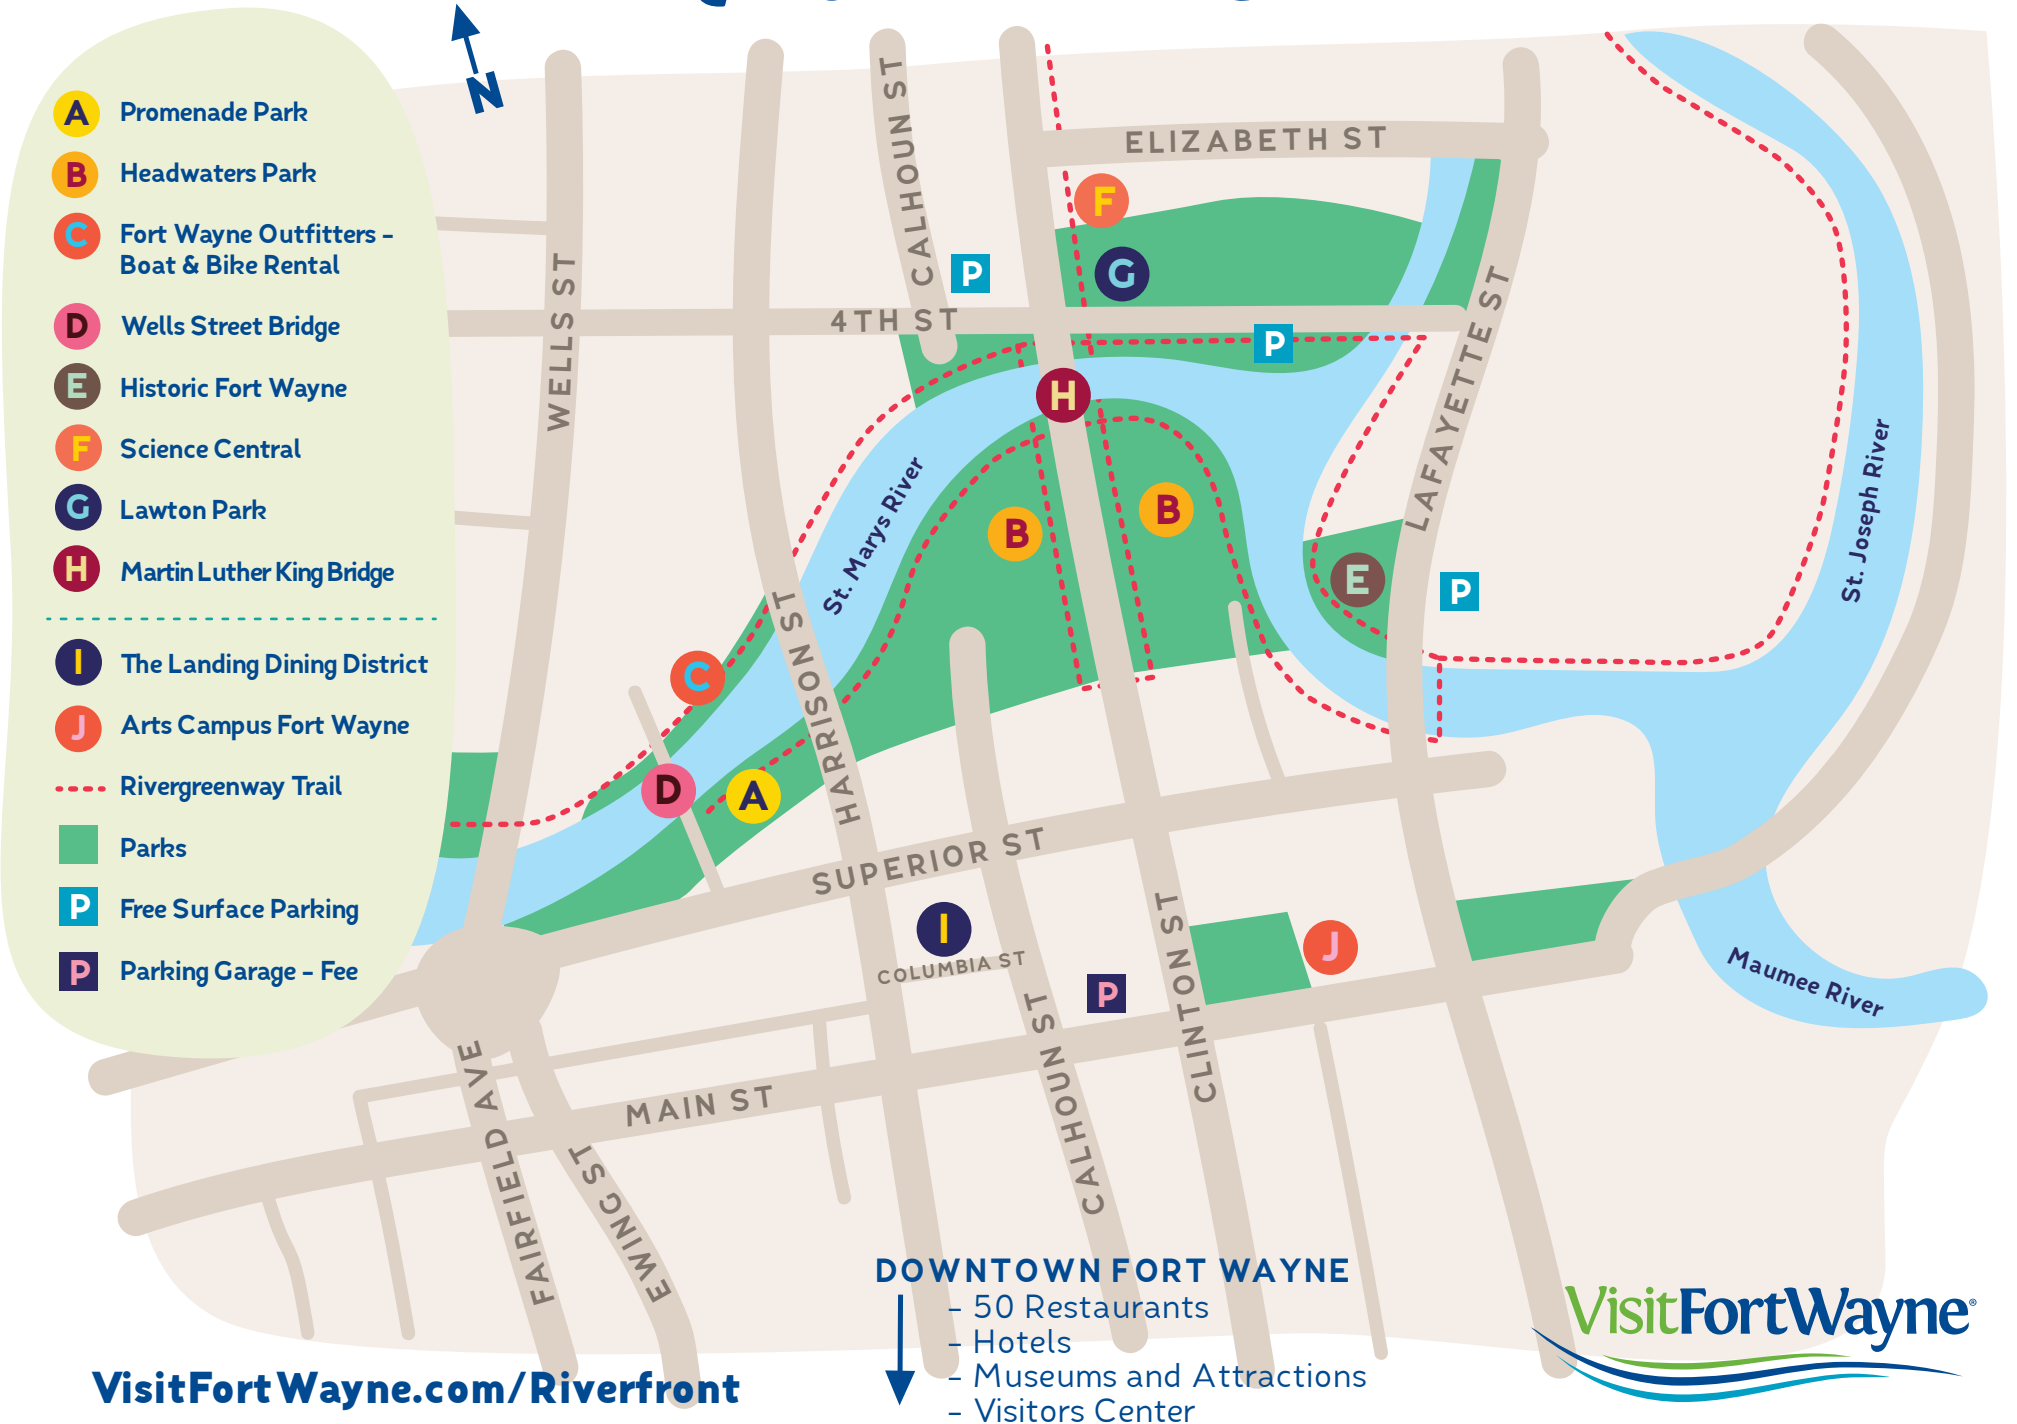 N
A Promenade Park
B Headwaters Park
C Fort Wayne Outfitters –
Boat & Bike Rental
D Wells Street Bridge
E Historic Fort Wayne
F Science Central
G Lawton Park
H Martin Luther King Bridge
I The Landing Dining District
J Arts Campus Fort Wayne
Rivergreenway Trail
Parks
P Free Surface Parking
P Parking Garage – Fee
WELLS ST
CALHOUN ST
ELIZABETH ST
4TH ST
LAFAYETTE ST
HARRISON ST
St. Marys River
St. Joseph River
Maumee River
SUPERIOR ST
COLUMBIA ST
CLINTON ST
CALHOUN ST
MAIN ST
FAIRFIELD AVE
EWING ST
F
G
P
P
H
B
B
E
P
C
D
A
I
J
P
DOWNTOWN FORT WAYNE
- 50 Restaurants
- Hotels
- Museums and Attractions
- Visitors Center
VisitFortWayne.com/Riverfront
VisitFortWayne®